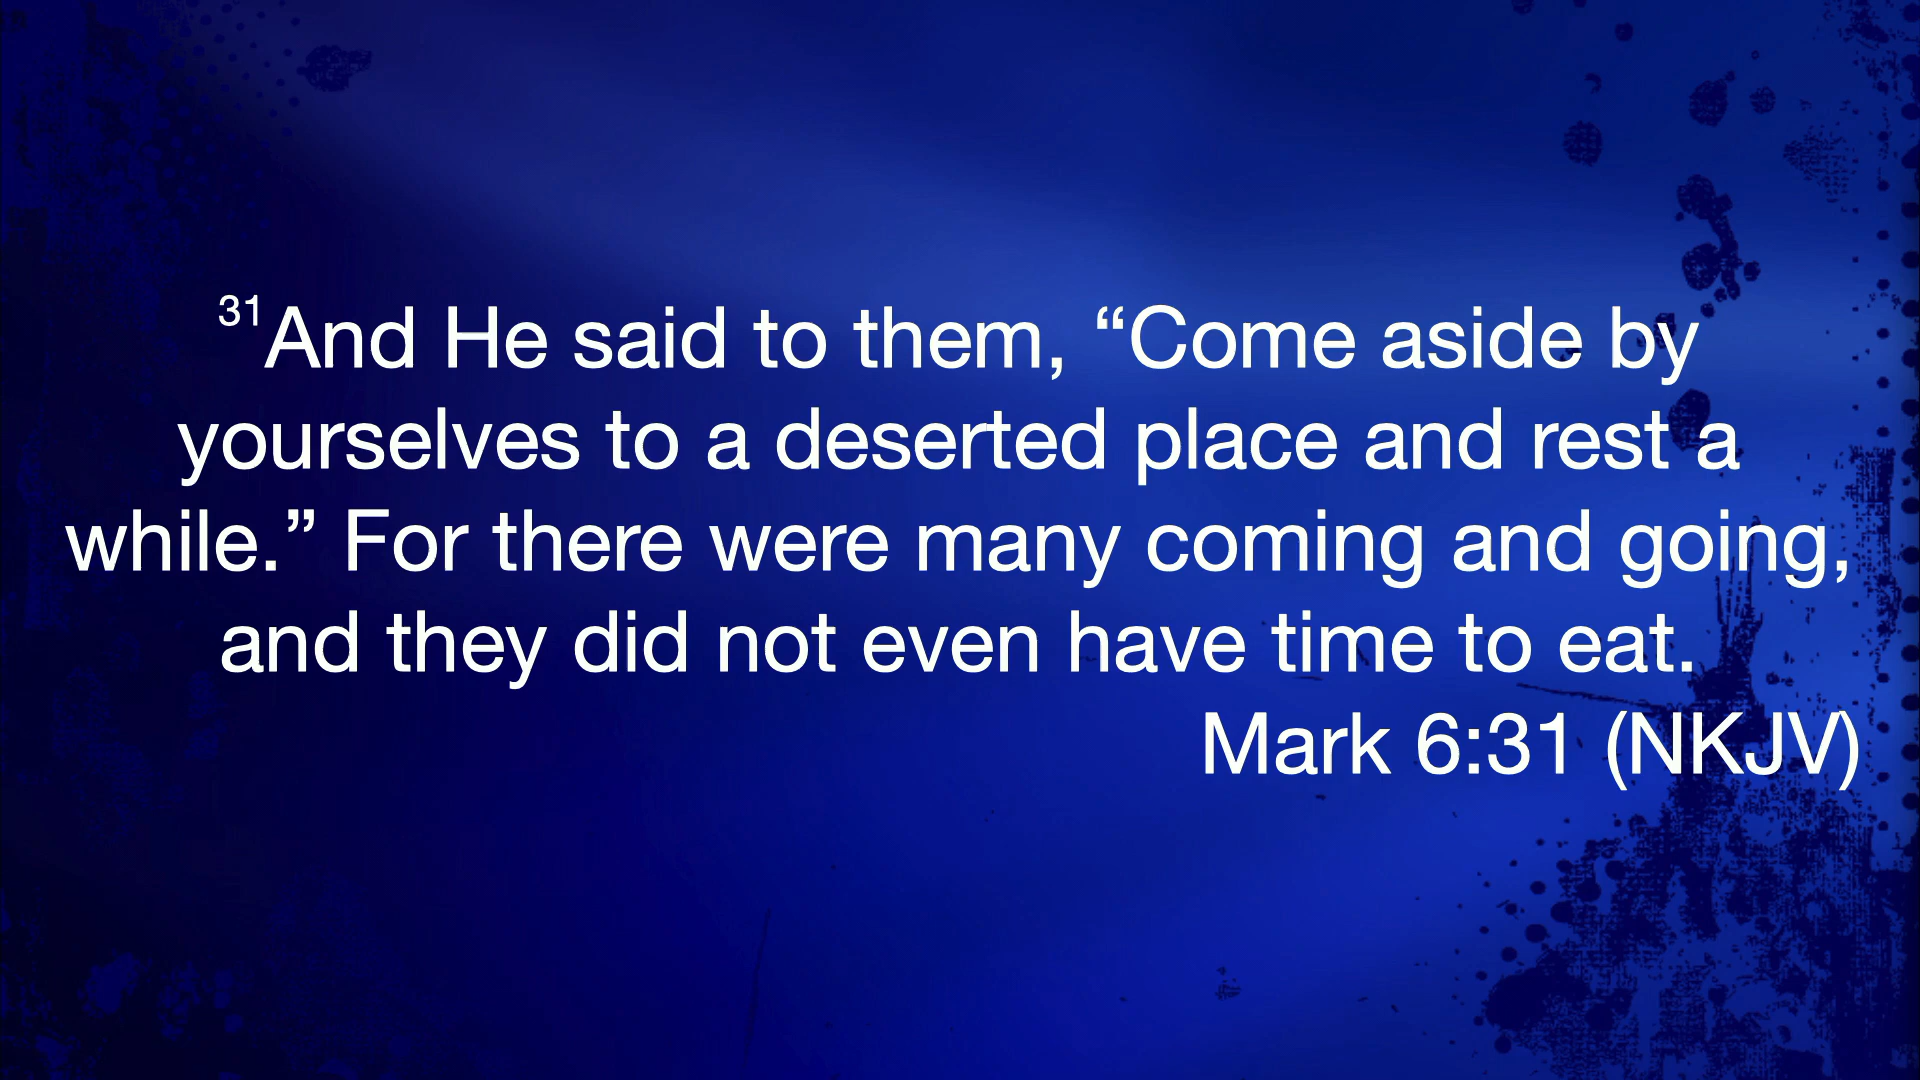 31And He said to them, “Come aside by
yourselves to a deserted place and rest a
while.” For there were many coming and going,
and they did not even have time to eat.
Mark 6:31 (NKJV)